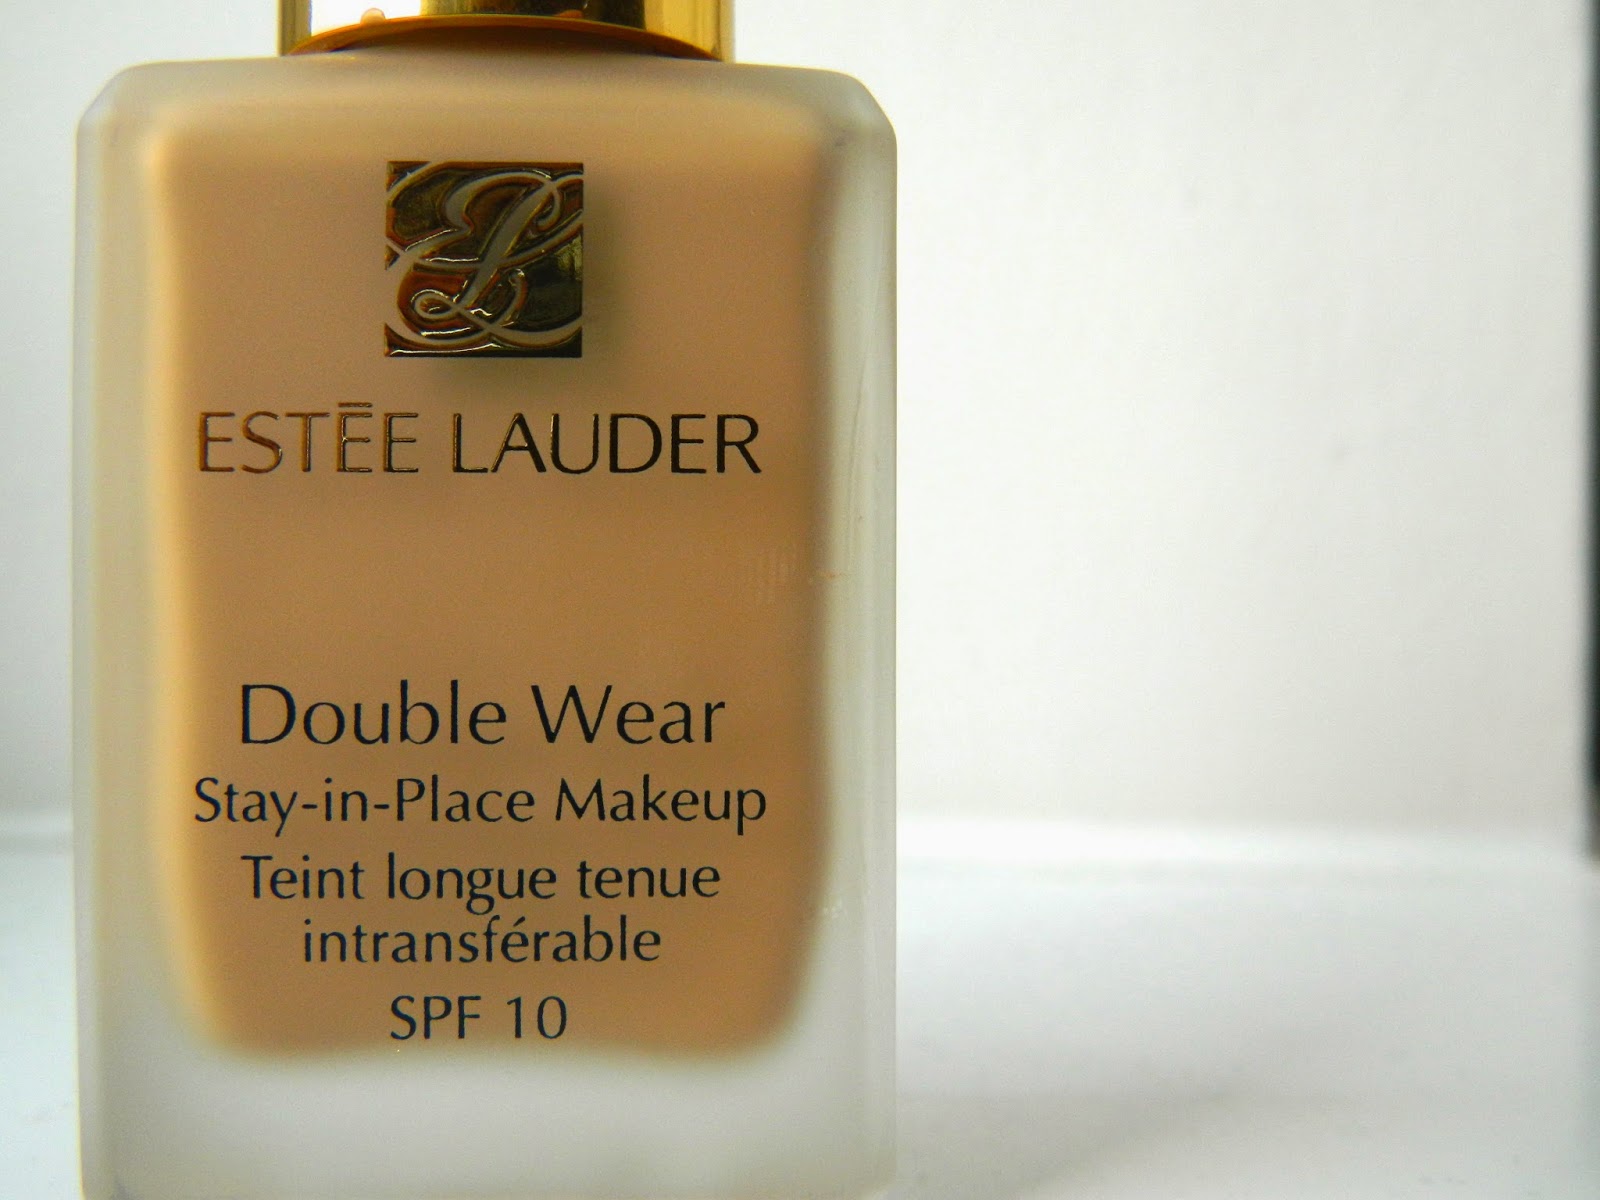 ESTĒE LAUDER
Double Wear
Stay-in-Place Makeup
Teint longue tenue
intransférable
SPF 10